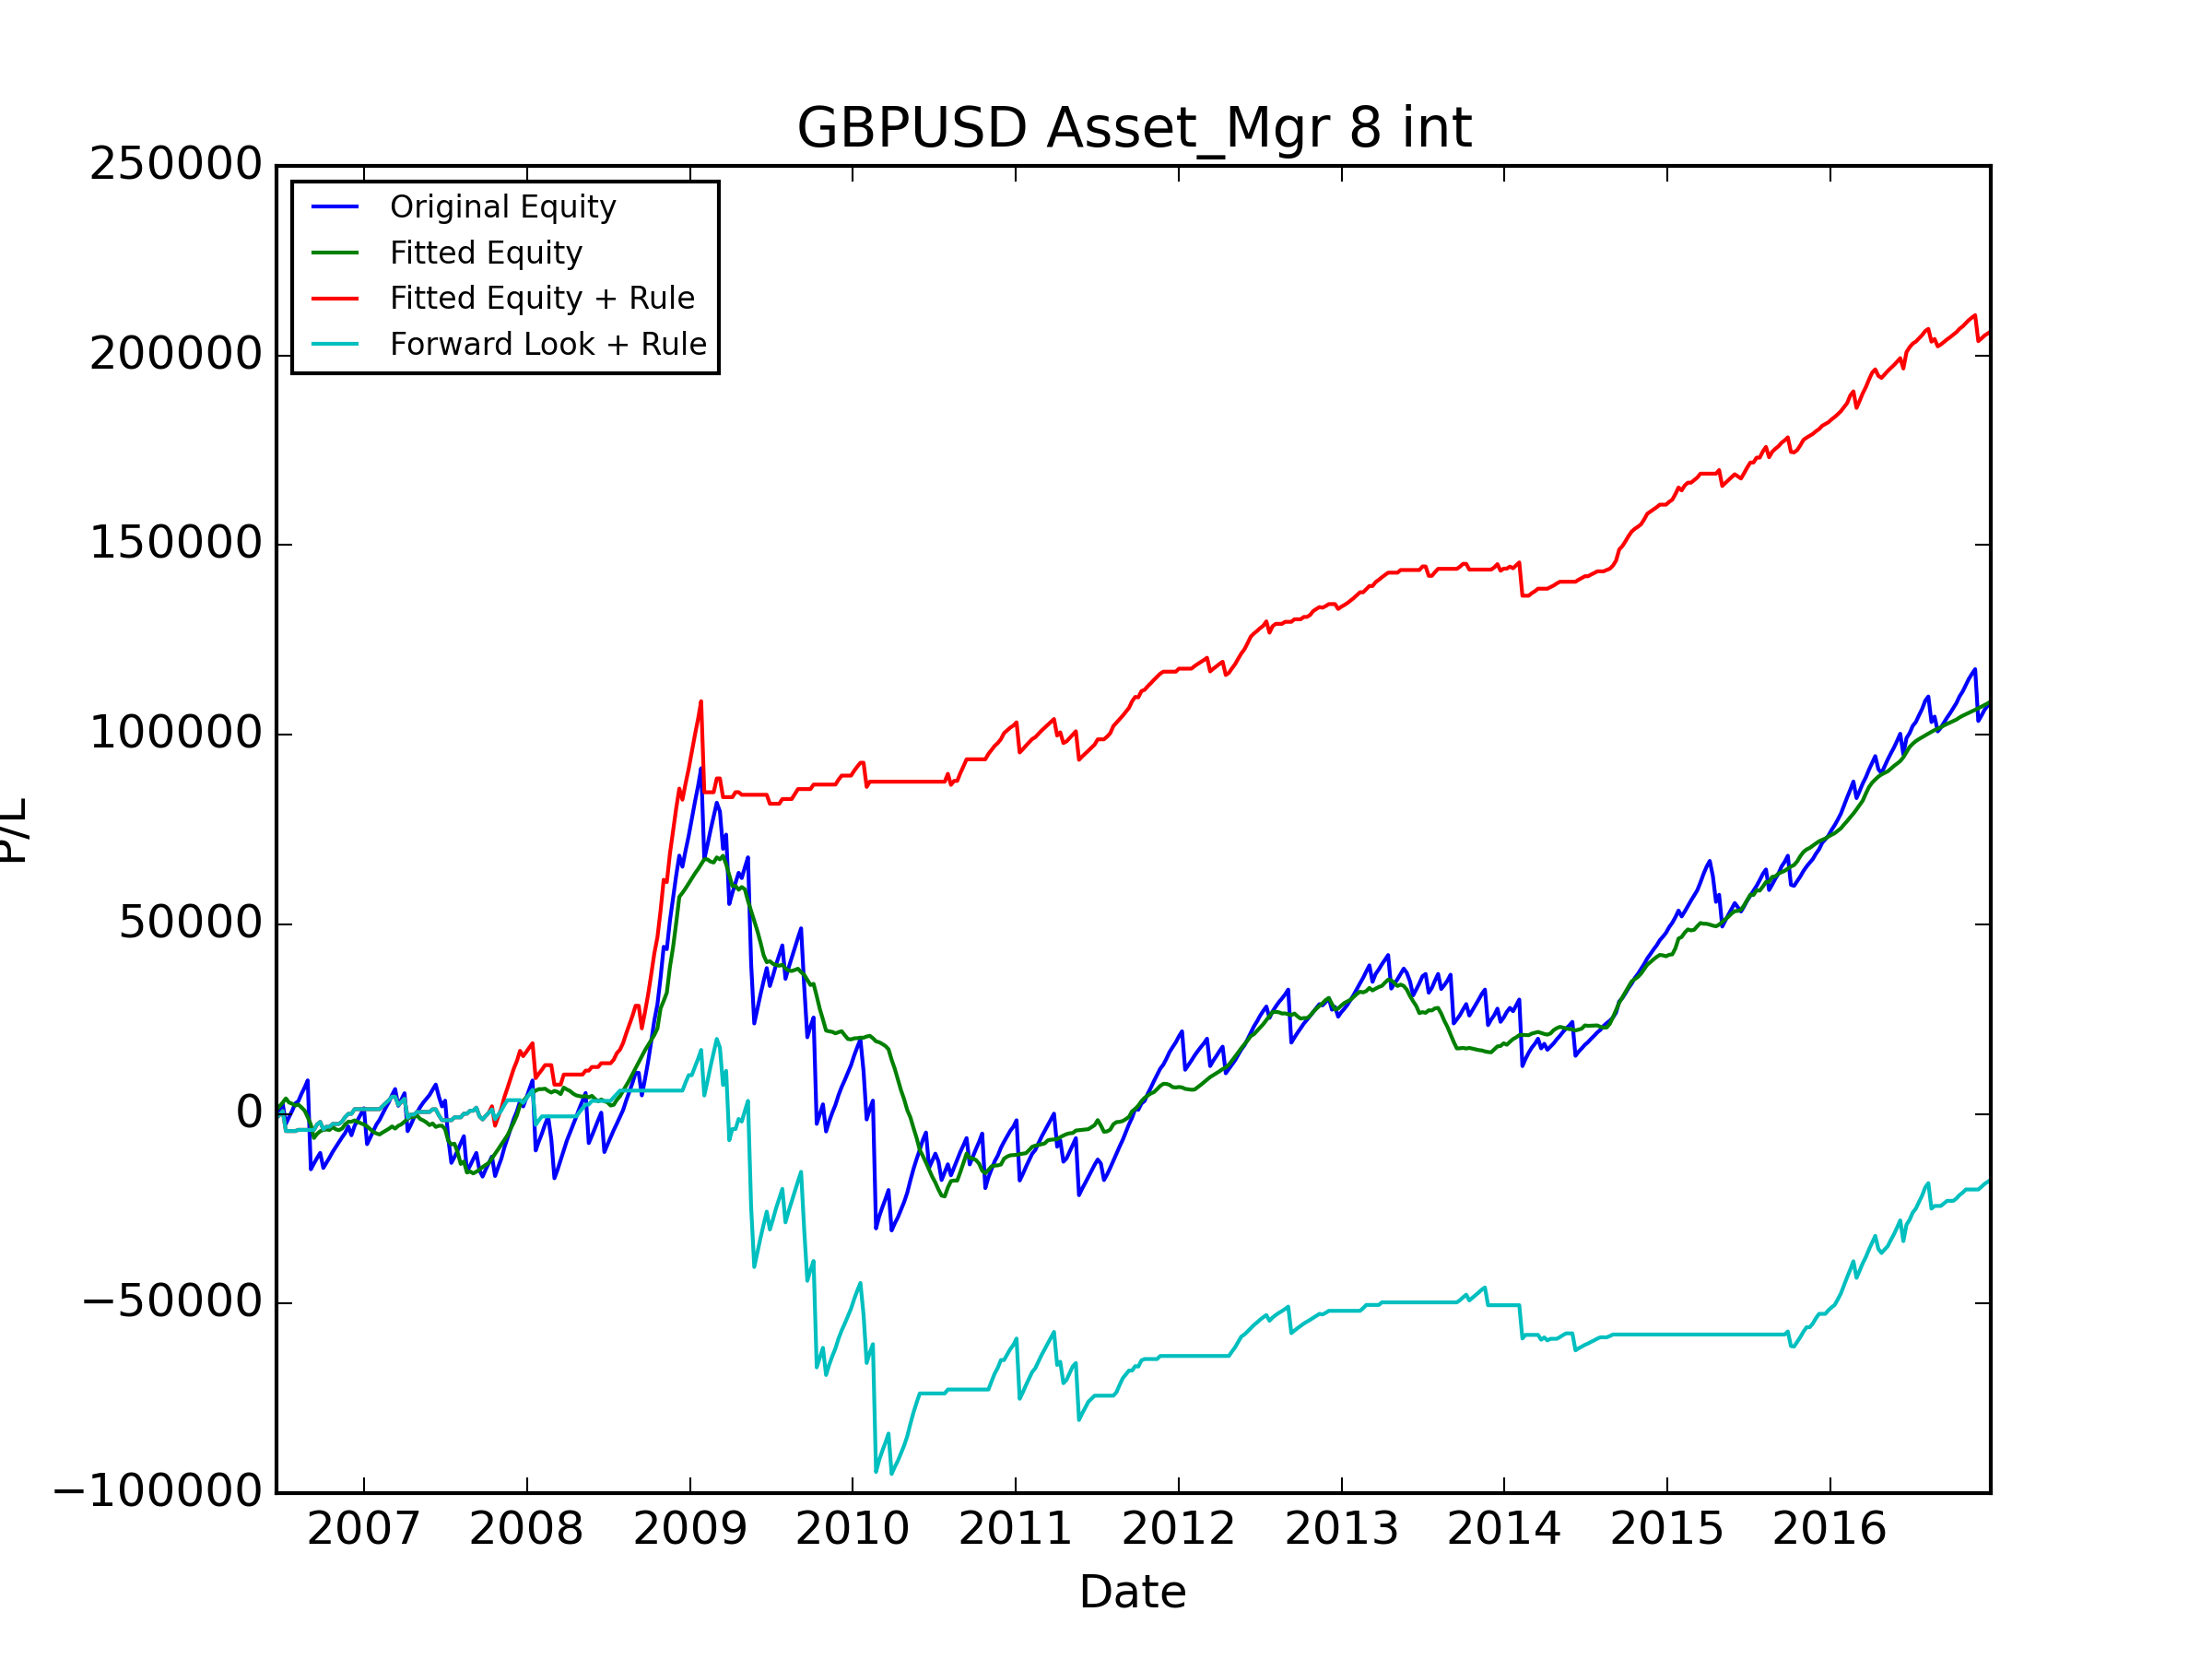 GBPUSD Asset_Mgr 8 int
250000
200000
150000
100000
50000
0
−50000
−100000
Original Equity
Fitted Equity
Fitted Equity + Rule
Forward Look + Rule
P/L
2007 2008 2009 2010 2011 2012 2013 2014 2015 2016
Date